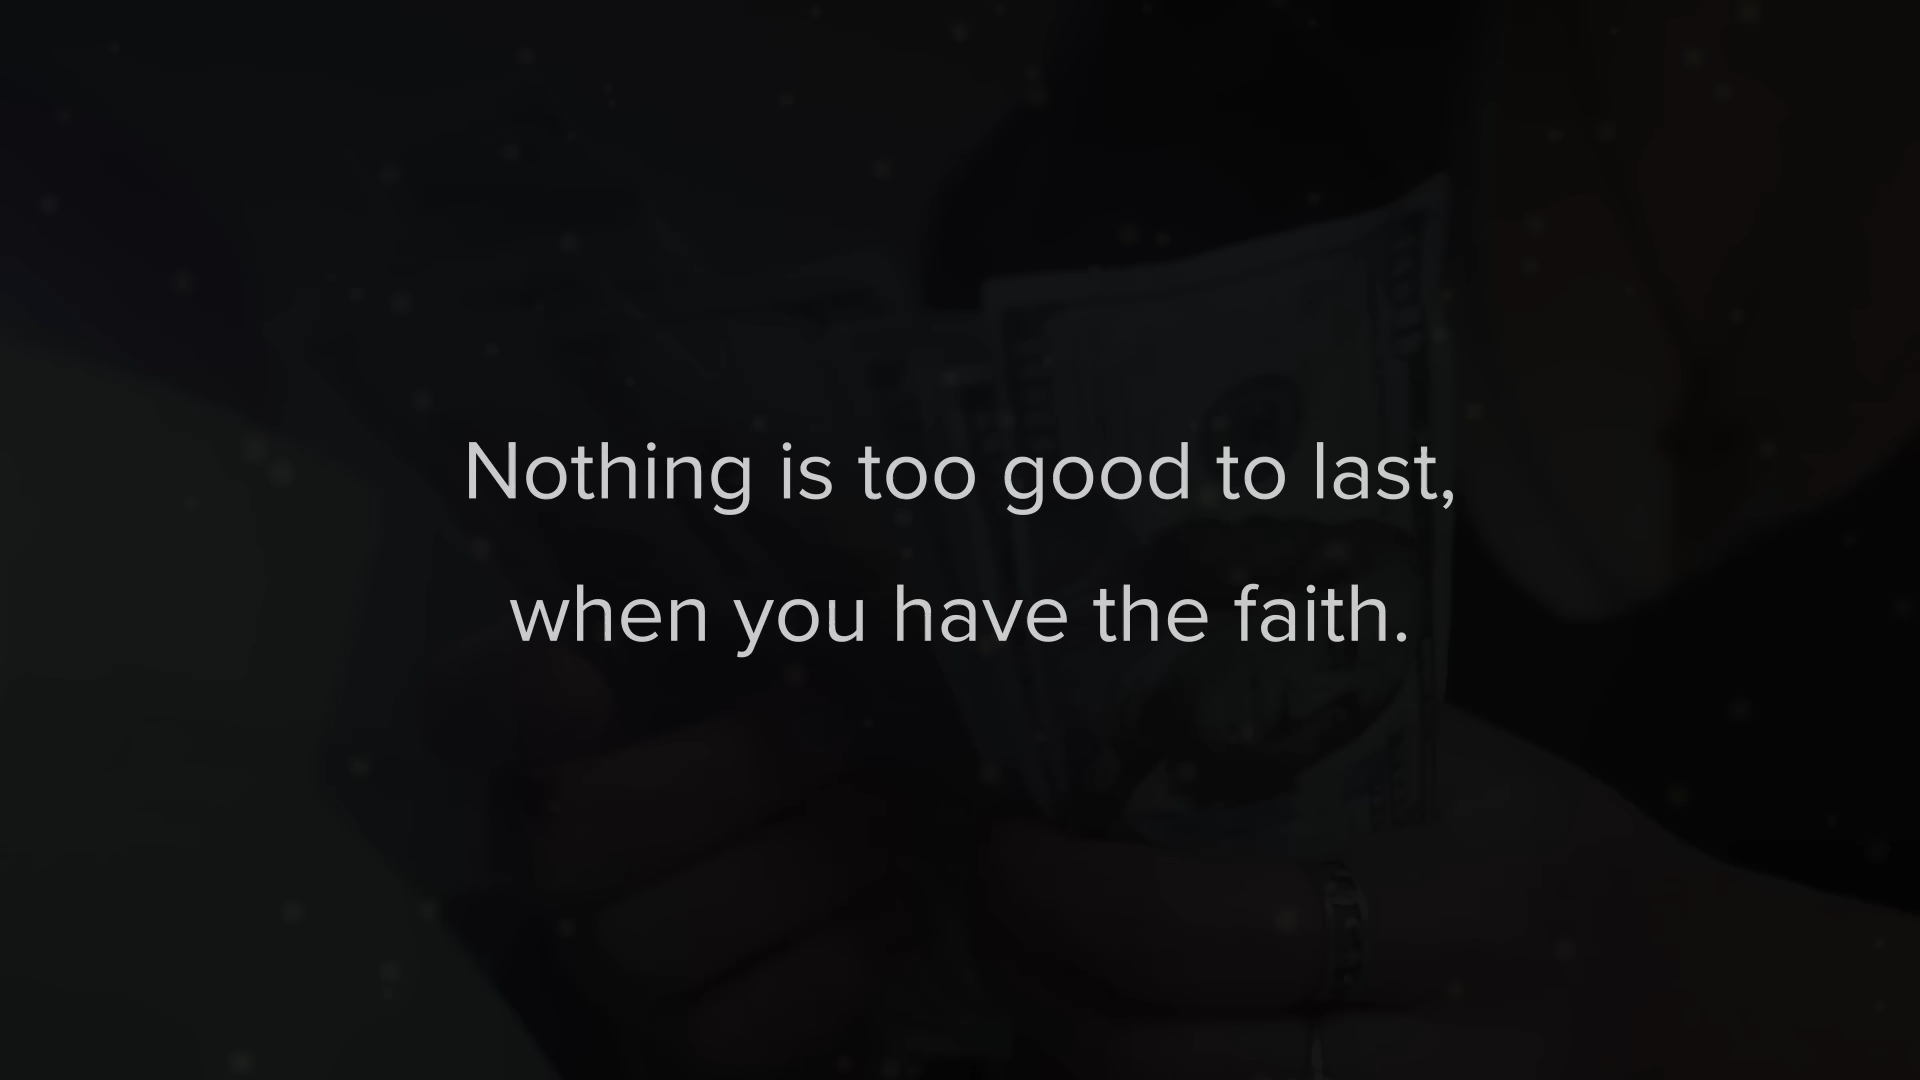 Nothing is too good to last,
when you have the faith.